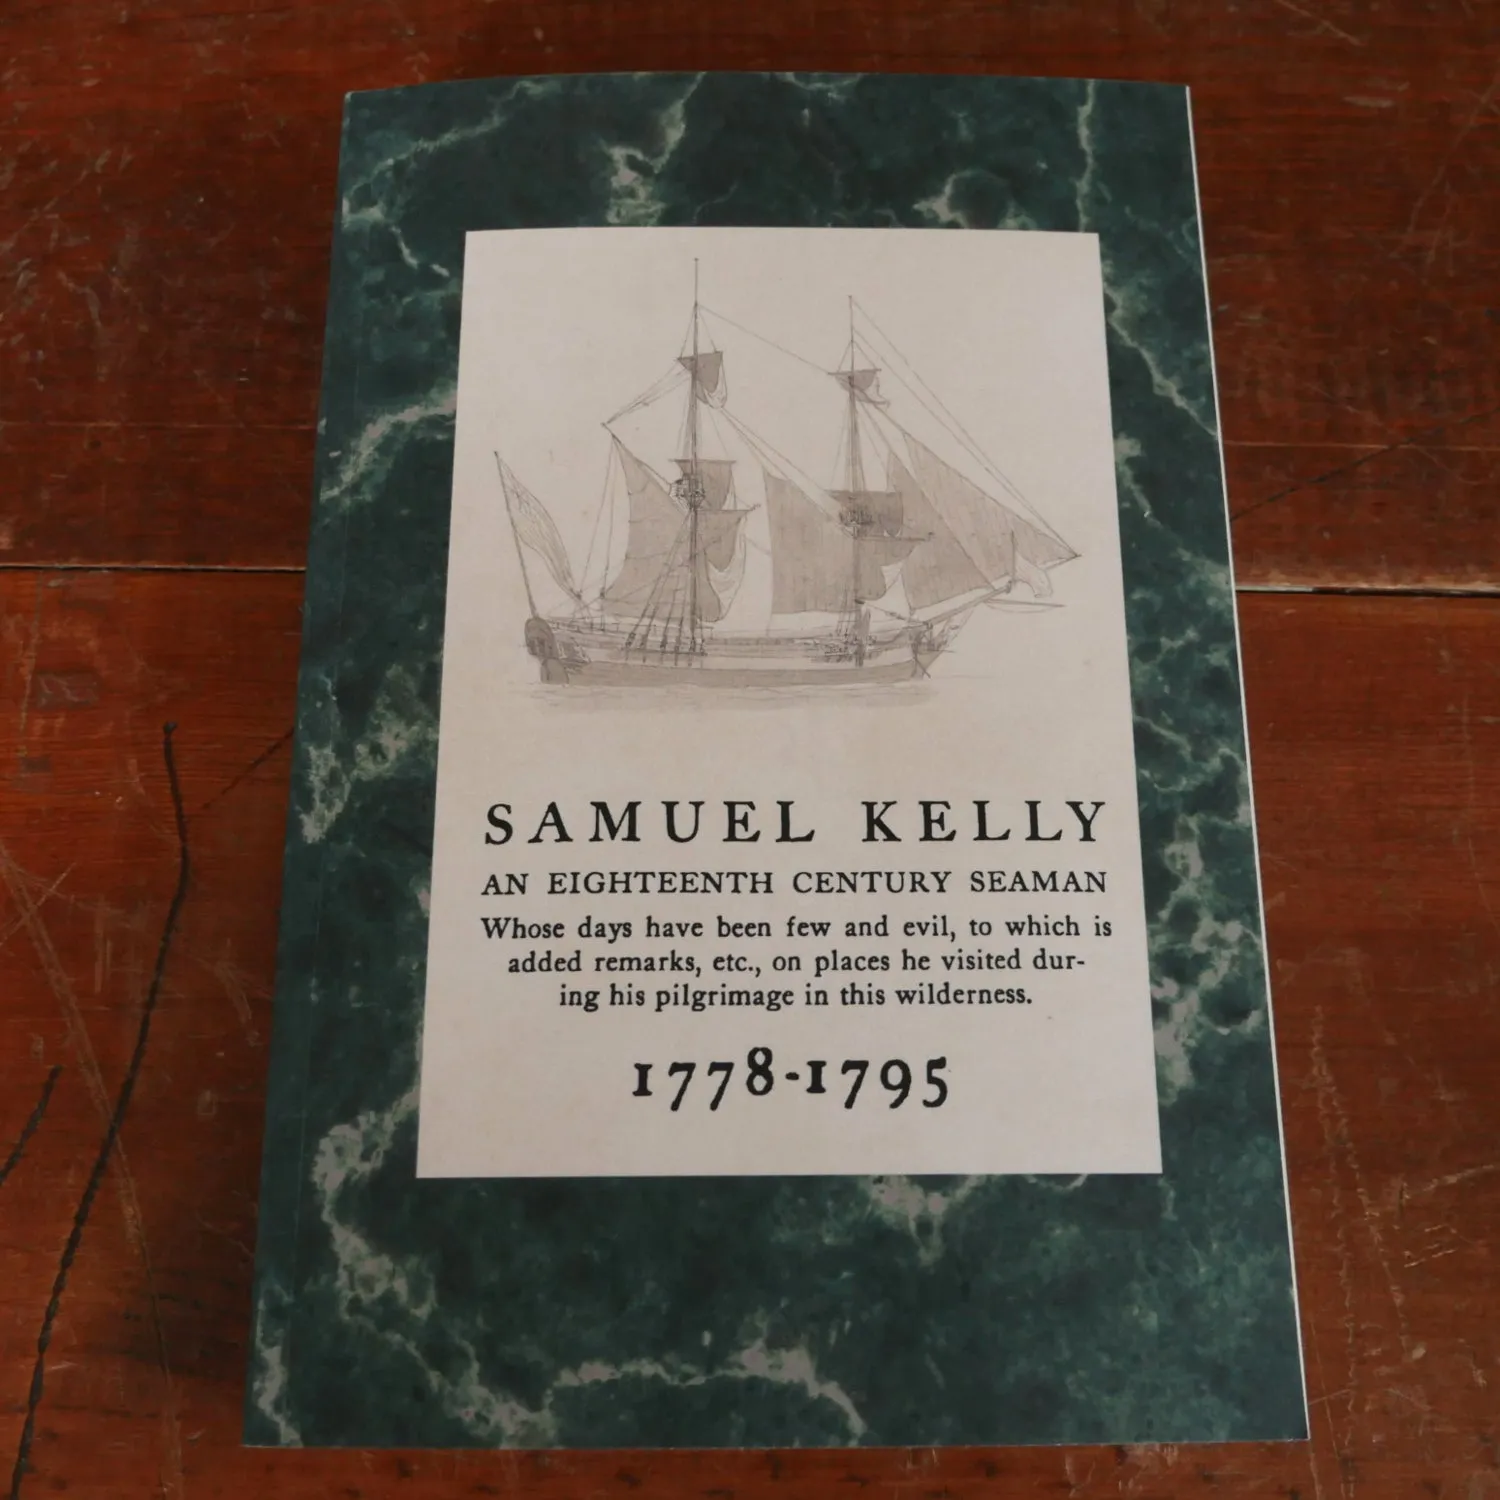 SAMUEL KELLY
AN EIGHTEENTH CENTURY SEAMAN
Whose days have been few and evil, to which is
added remarks, etc., on places he visited dur-
ing his pilgrimage in this wilderness.
1778-1795